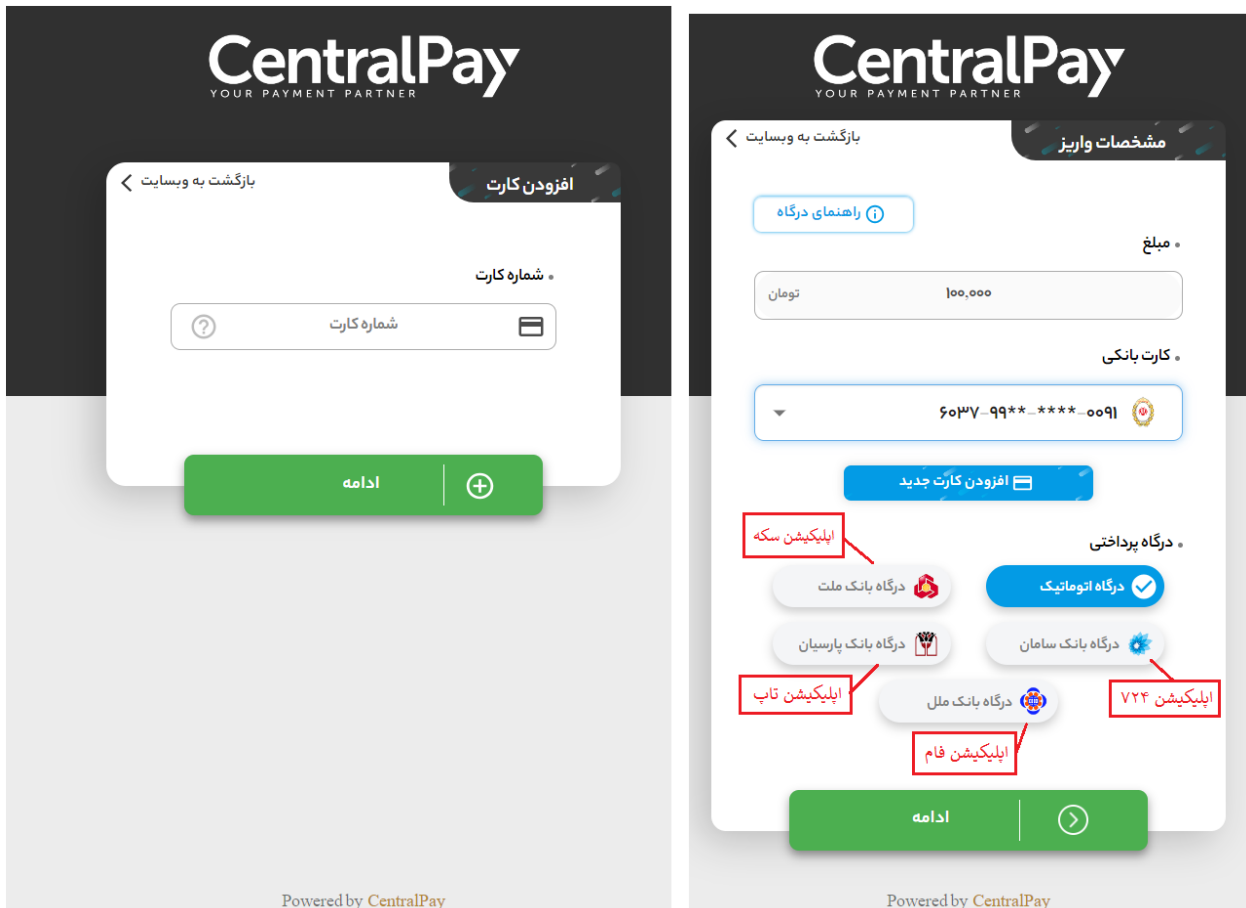 CentralPay
YOUR PAYMENT PARTNER
افزودن کارت
بازگشت به وبسایت
شماره کارت
شماره کارت
ادامه
Powered by CentralPay
CentralPay
YOUR PAYMENT PARTNER
مشخصات واریز
بازگشت به وبسایت
راهنمای درگاه
مبلغ
۱۰۰,۰۰۰ تومان
کارت بانکی
۶۰۳۷-۹۹**-****-۰۰۹۱
افزودن کارت جدید
اپلیکیشن سکه
درگاه پرداختی
درگاه اتوماتیک
درگاه بانک ملت
درگاه بانک سامان
درگاه بانک پارسیان
اپلیکیشن ۷۲۴
اپلیکیشن تاپ
درگاه بانک ملل
اپلیکیشن فام
ادامه
Powered by CentralPay